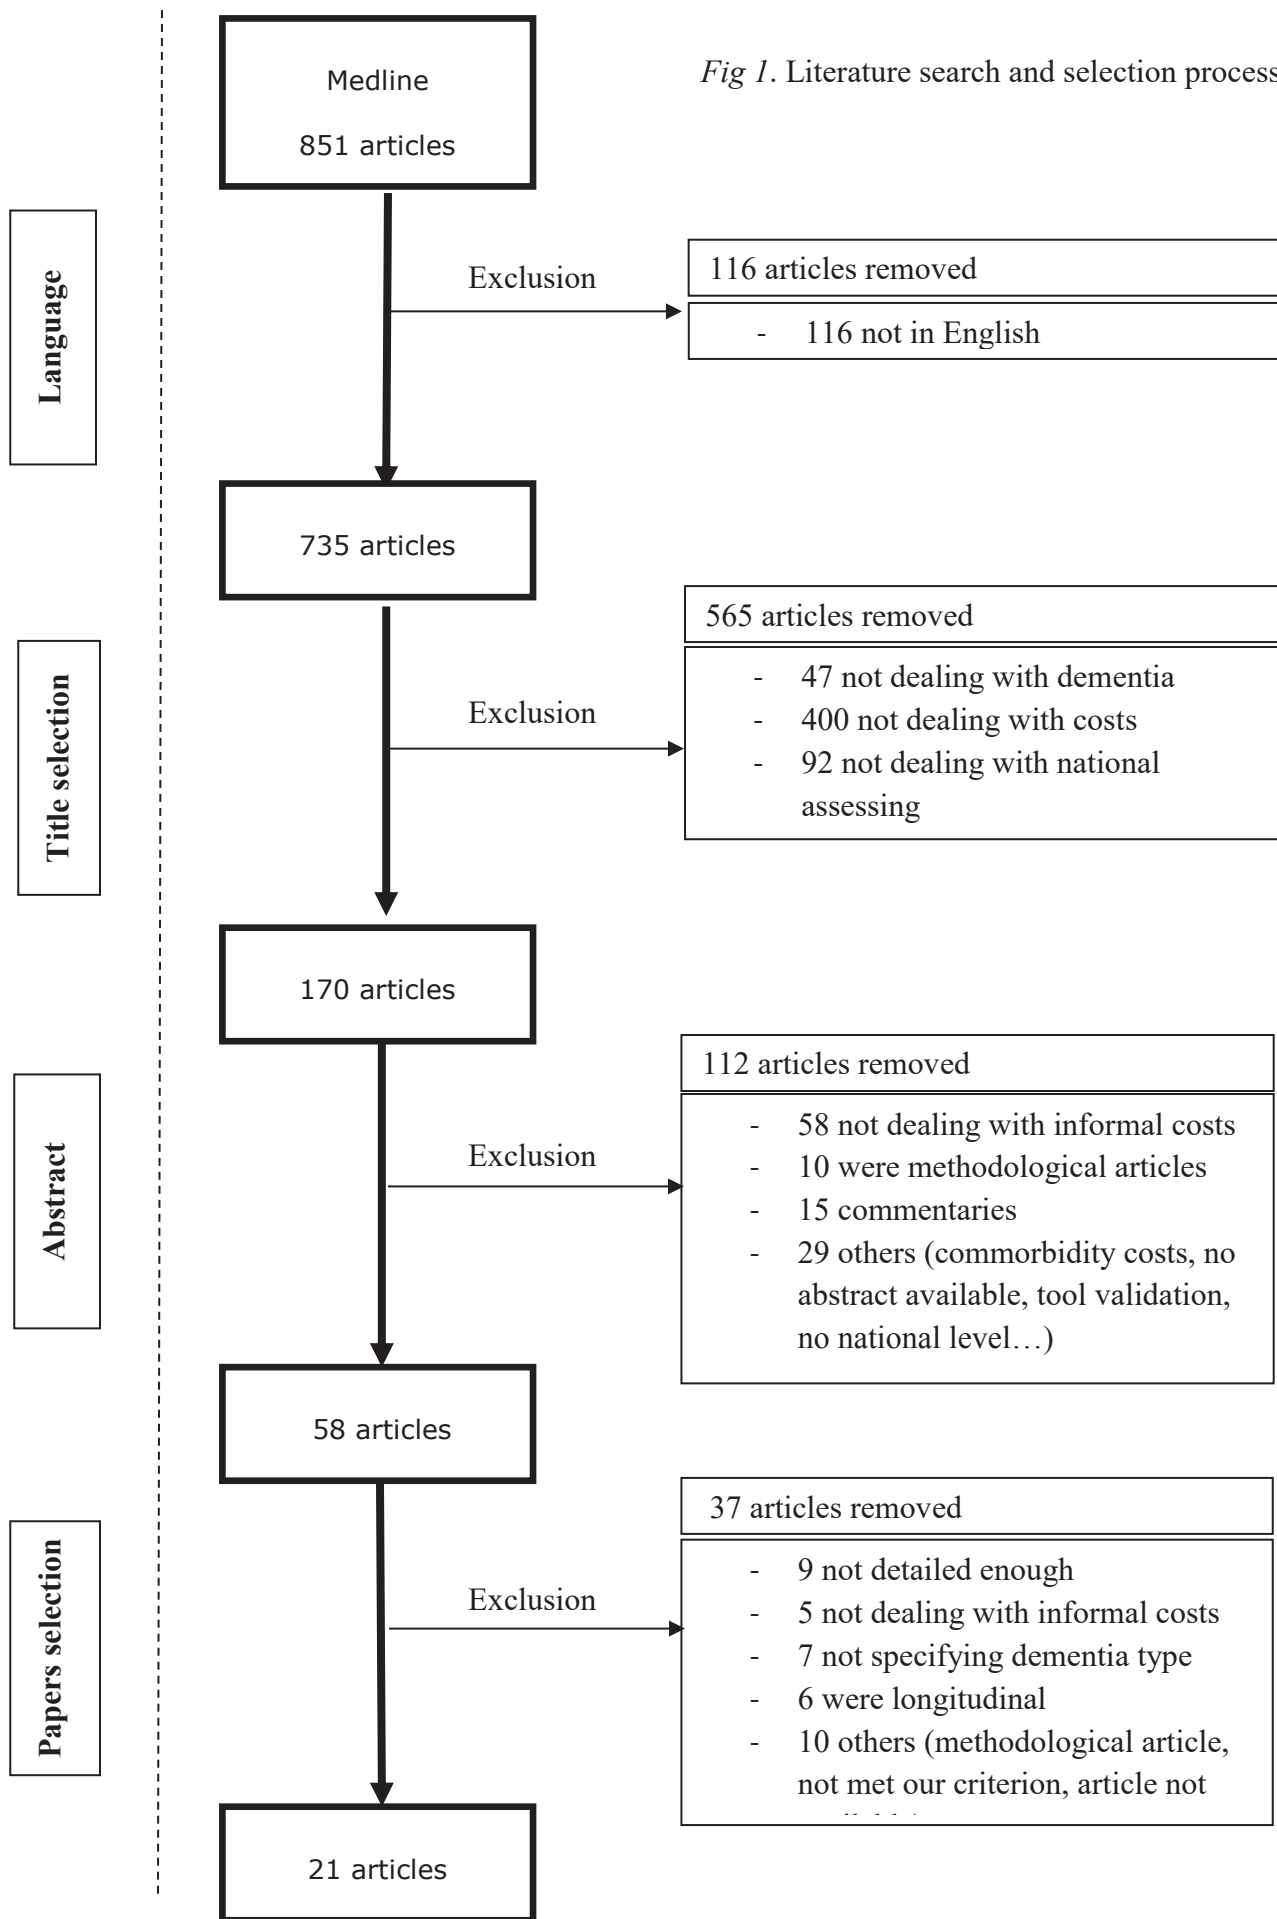 Fig 1. Literature search and selection process
Medline
851 articles
Language
Exclusion
116 articles removed
- 116 not in English
735 articles
Title selection
Exclusion
565 articles removed
- 47 not dealing with dementia
- 400 not dealing with costs
- 92 not dealing with national
assessing
170 articles
Abstract
Exclusion
112 articles removed
- 58 not dealing with informal costs
- 10 were methodological articles
- 15 commentaries
- 29 others (commorbidity costs, no
abstract available, tool validation,
no national level…)
58 articles
Papers selection
Exclusion
37 articles removed
- 9 not detailed enough
- 5 not dealing with informal costs
- 7 not specifying dementia type
- 6 were longitudinal
- 10 others (methodological article,
not met our criterion, article not
21 articles